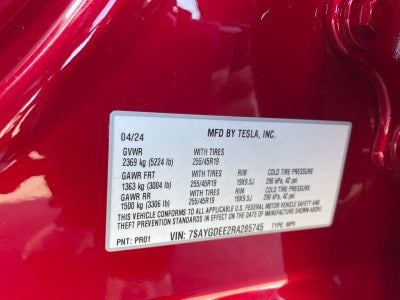 04/24 MFD BY TESLA, INC.
GVWR WITH TIRES
2369 kg (5224 lb) 255/45R19
GAWR FRT WITH TIRES RIM COLD TIRE PRESSURE
1363 kg (3004 lb) 255/45R19 19X9.5J 290 kPa, 42 psi
GAWR RR WITH TIRES RIM COLD TIRE PRESSURE
1500 kg (3306 lb) 255/45R19 19X9.5J 290 kPa, 42 psi
THIS VEHICLE CONFORMS TO ALL APPLICABLE U.S. FEDERAL MOTOR VEHICLE SAFETY AND
THEFT PREVENTION STANDARDS IN EFFECT ON THE DATE OF MANUFACTURE SHOWN ABOVE.
PNT: PR01 VIN: 7SAYGDEE2RA285745 TYPE: MPV